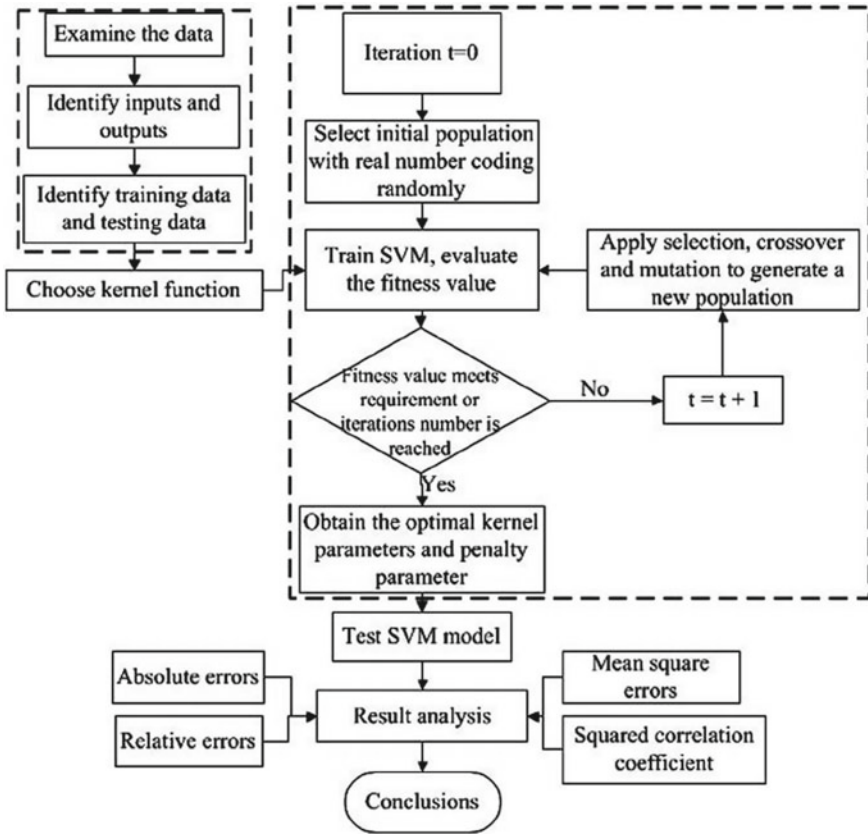 Examine the data
Identify inputs and
outputs
Identify training data
and testing data
Choose kernel function
Iteration t=0
Select initial population
with real number coding
randomly
Train SVM, evaluate
the fitness value
Apply selection, crossover
and mutation to generate a
new population
Fitness value meets
requirement or
iterations number is
reached
No
t = t + 1
Yes
Obtain the optimal kernel
parameters and penalty
parameter
Test SVM model
Absolute errors
Relative errors
Result analysis
Mean square
errors
Squared correlation
coefficient
Conclusions